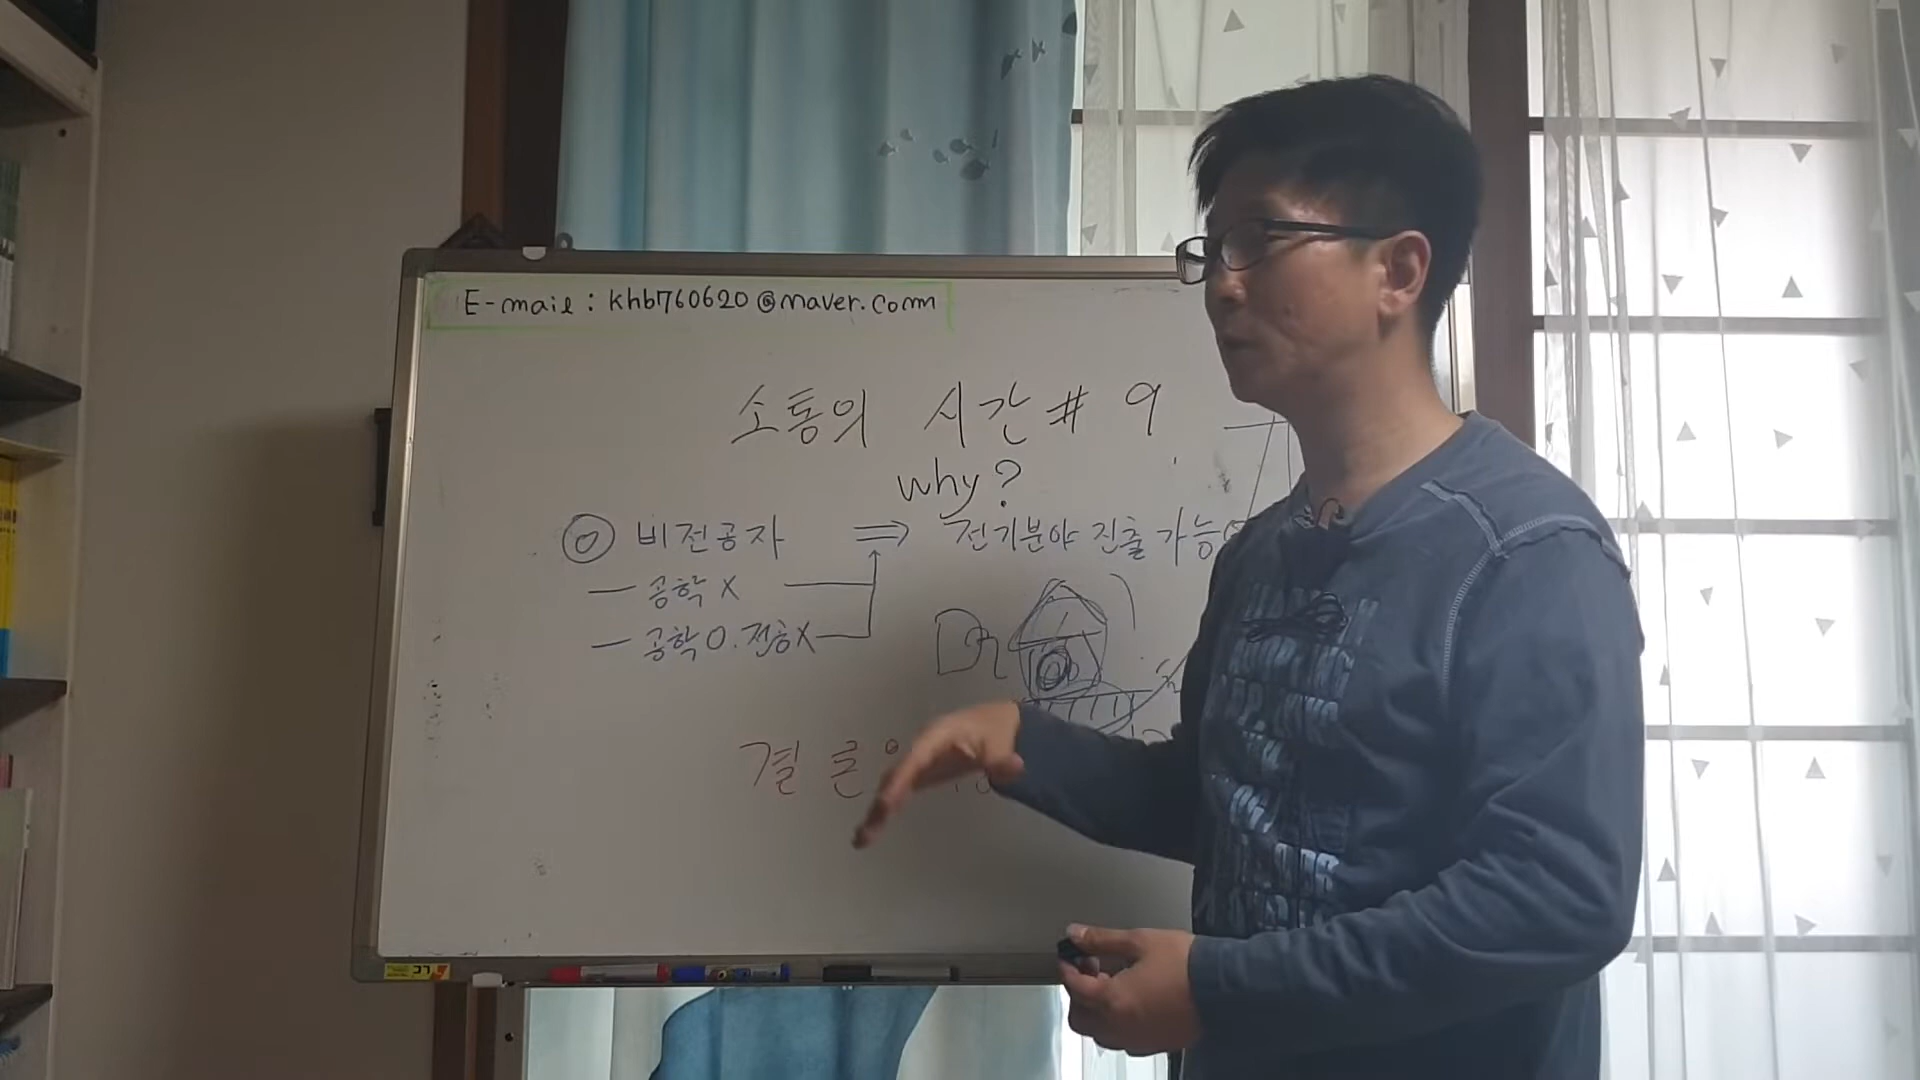 E-mail : khb760620@naver.com
소통의 시간 # 9
why?
◎ 비전공자 ⇒ 전기분야 진출 가능
— 공학 X
— 공학 O. 전공 X
결론